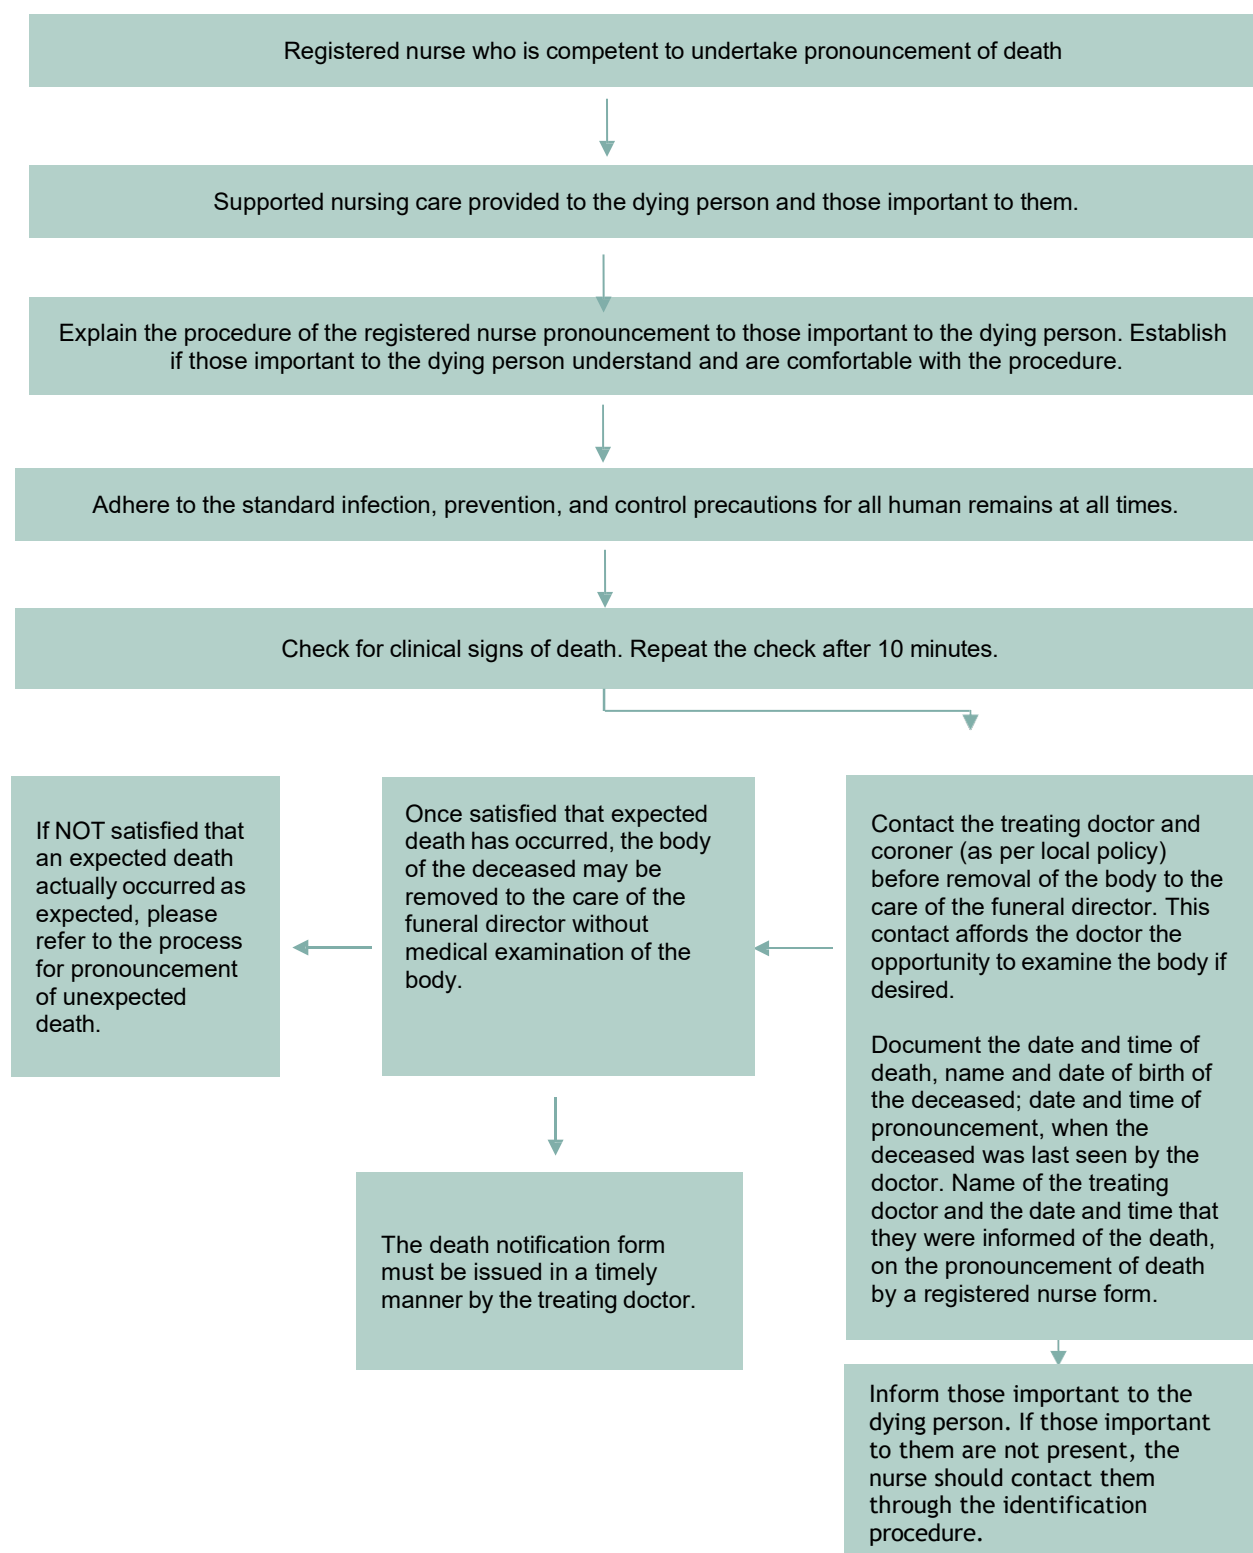 Registered nurse who is competent to undertake pronouncement of death
Supported nursing care provided to the dying person and those important to them.
Explain the procedure of the registered nurse pronouncement to those important to the dying person. Establish
if those important to the dying person understand and are comfortable with the procedure.
Adhere to the standard infection, prevention, and control precautions for all human remains at all times.
Check for clinical signs of death. Repeat the check after 10 minutes.
If NOT satisfied that
an expected death
actually occurred as
expected, please
refer to the process
for pronouncement
of unexpected
death.
Once satisfied that expected
death has occurred, the body
of the deceased may be
removed to the care of the
funeral director without
medical examination of the
body.
Contact the treating doctor and
coroner (as per local policy)
before removal of the body to the
care of the funeral director. This
contact affords the doctor the
opportunity to examine the body if
desired.
Document the date and time of
death, name and date of birth of
the deceased; date and time of
pronouncement, when the
deceased was last seen by the
doctor. Name of the treating
doctor and the date and time that
they were informed of the death,
on the pronouncement of death
by a registered nurse form.
The death notification form
must be issued in a timely
manner by the treating doctor.
Inform those important to the
dying person. If those important
to them are not present, the
nurse should contact them
through the identification
procedure.